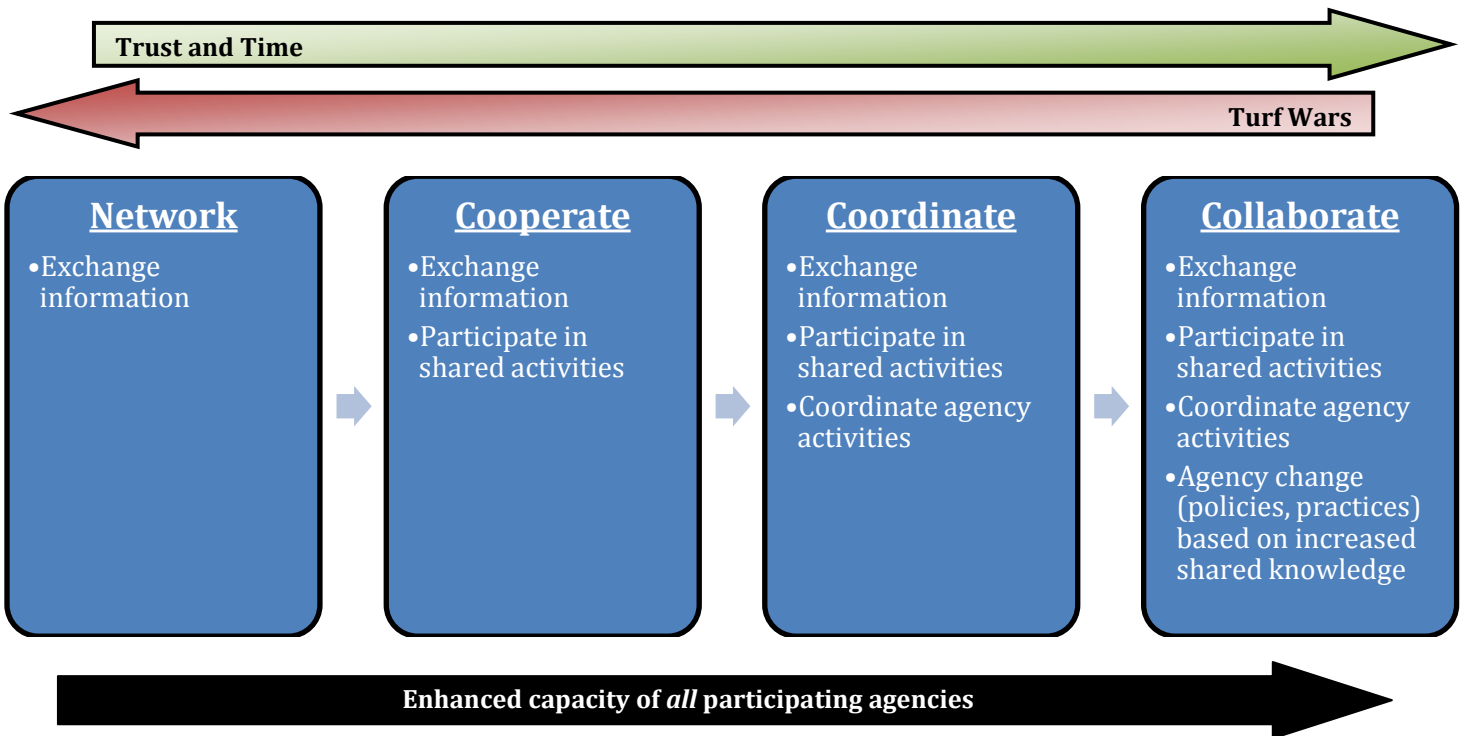 Trust and Time
Turf Wars
Network
•Exchange
information
Cooperate
•Exchange
information
•Participate in
shared activities
Coordinate
•Exchange
information
•Participate in
shared activities
•Coordinate agency
activities
Collaborate
•Exchange
information
•Participate in
shared activities
•Coordinate agency
activities
•Agency change
(policies, practices)
based on increased
shared knowledge
Enhanced capacity of all participating agencies